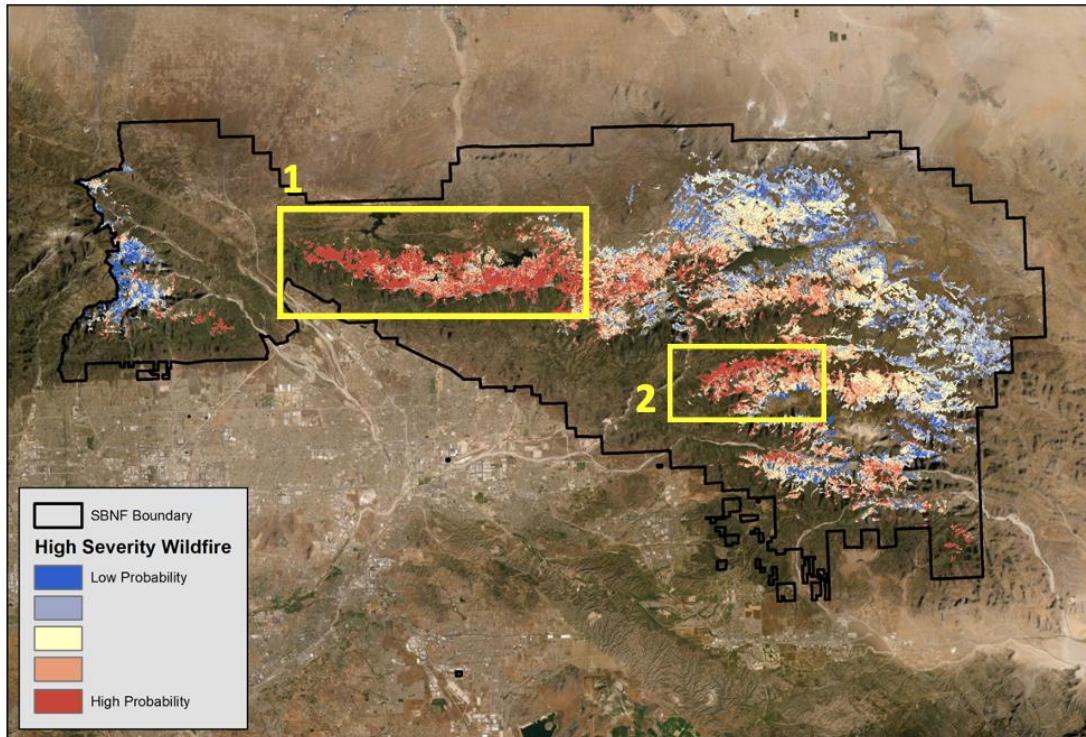 1
2
SBNF Boundary
High Severity Wildfire
Low Probability
High Probability